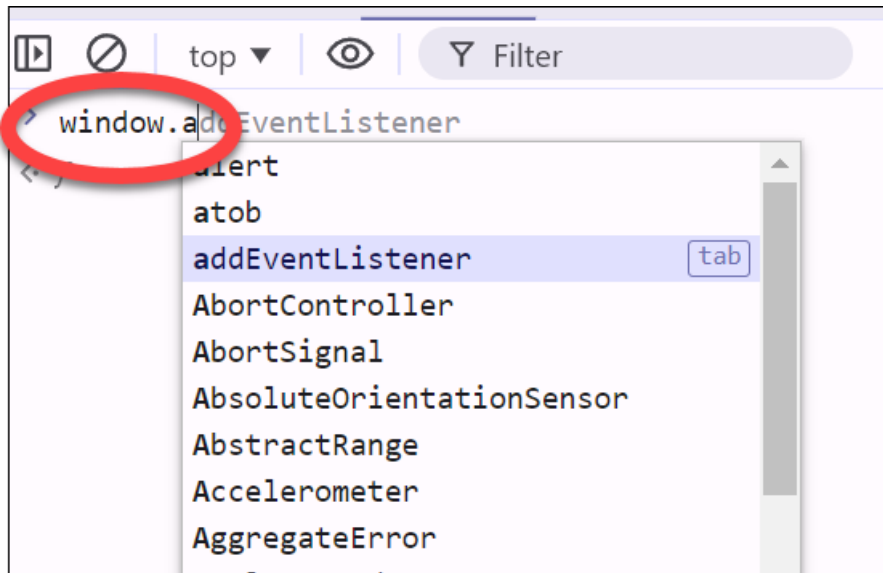 top ▼ Filter
> window.addEventListener
alert
atob
addEventListener tab
AbortController
AbortSignal
AbsoluteOrientationSensor
AbstractRange
Accelerometer
AggregateError